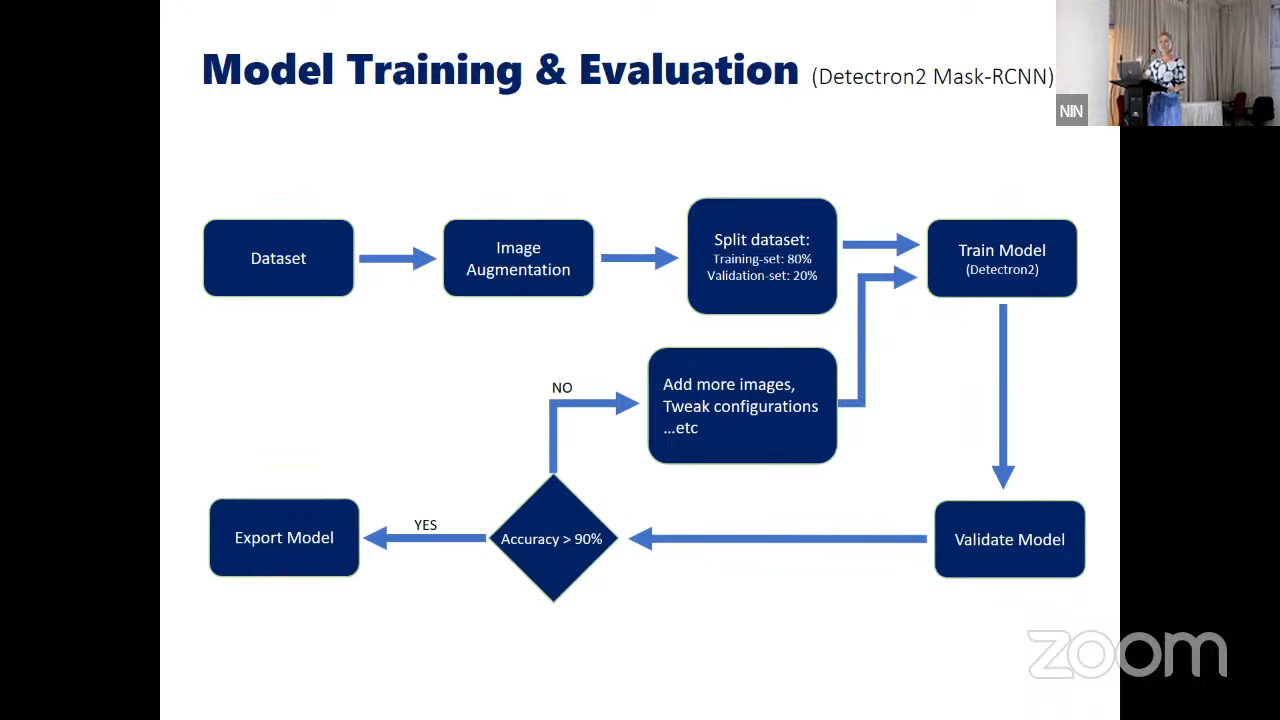 Model Training & Evaluation (Detectron2 Mask-RCNN)
NIN
Dataset
Image
Augmentation
Split dataset:
Training-set: 80%
Validation-set: 20%
Train Model
(Detectron2)
NO
Add more images,
Tweak configurations
...etc
Export Model
YES
Accuracy > 90%
Validate Model
zoom